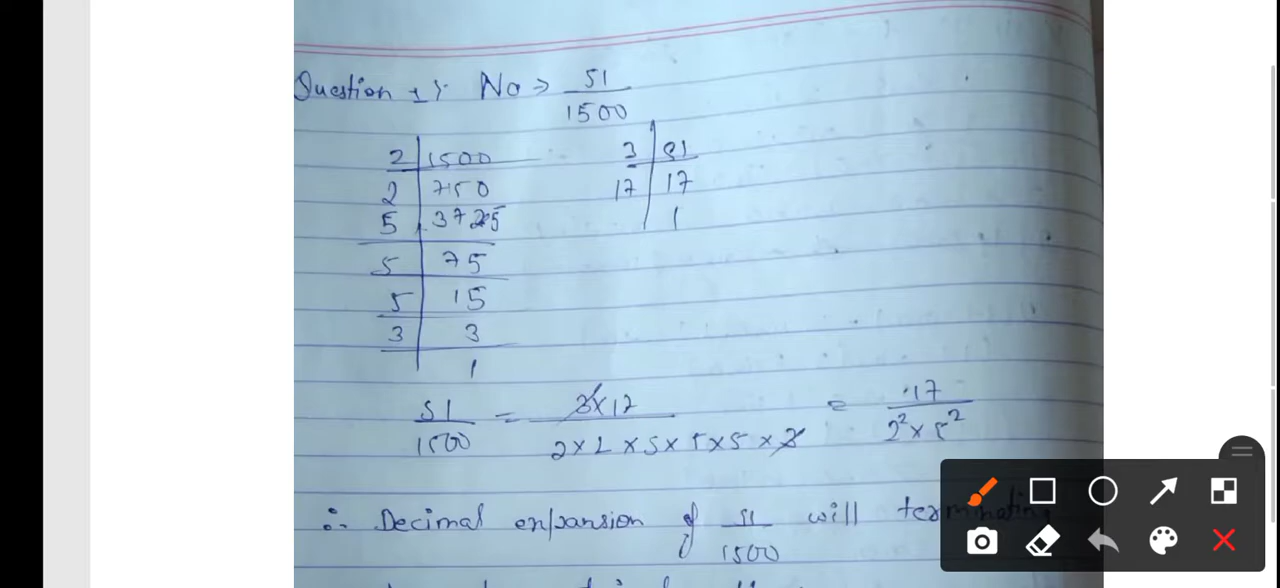 Question 1: No → 51/1500
2 | 1500
2 | 750
5 | 375
5 | 75
5 | 15
3 | 3
1
3 | 51
17 | 17
1
51/1500 = 3×17 / 2×2×5×5×5×3 = 17 / 2²×5²
∴ Decimal expansion of 51/1500 will terminating